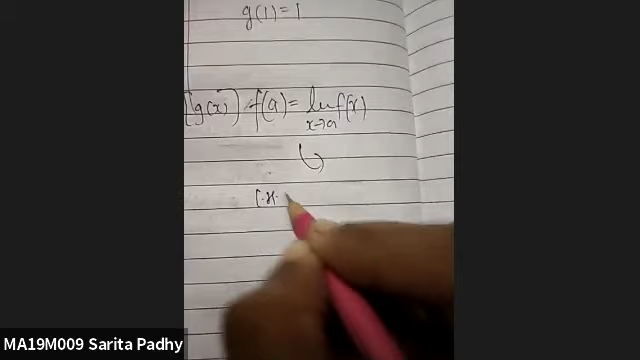 g(1)=1
g(x)) f(a) = lim f(x)
x→a
MA19M009 Sarita Padhy